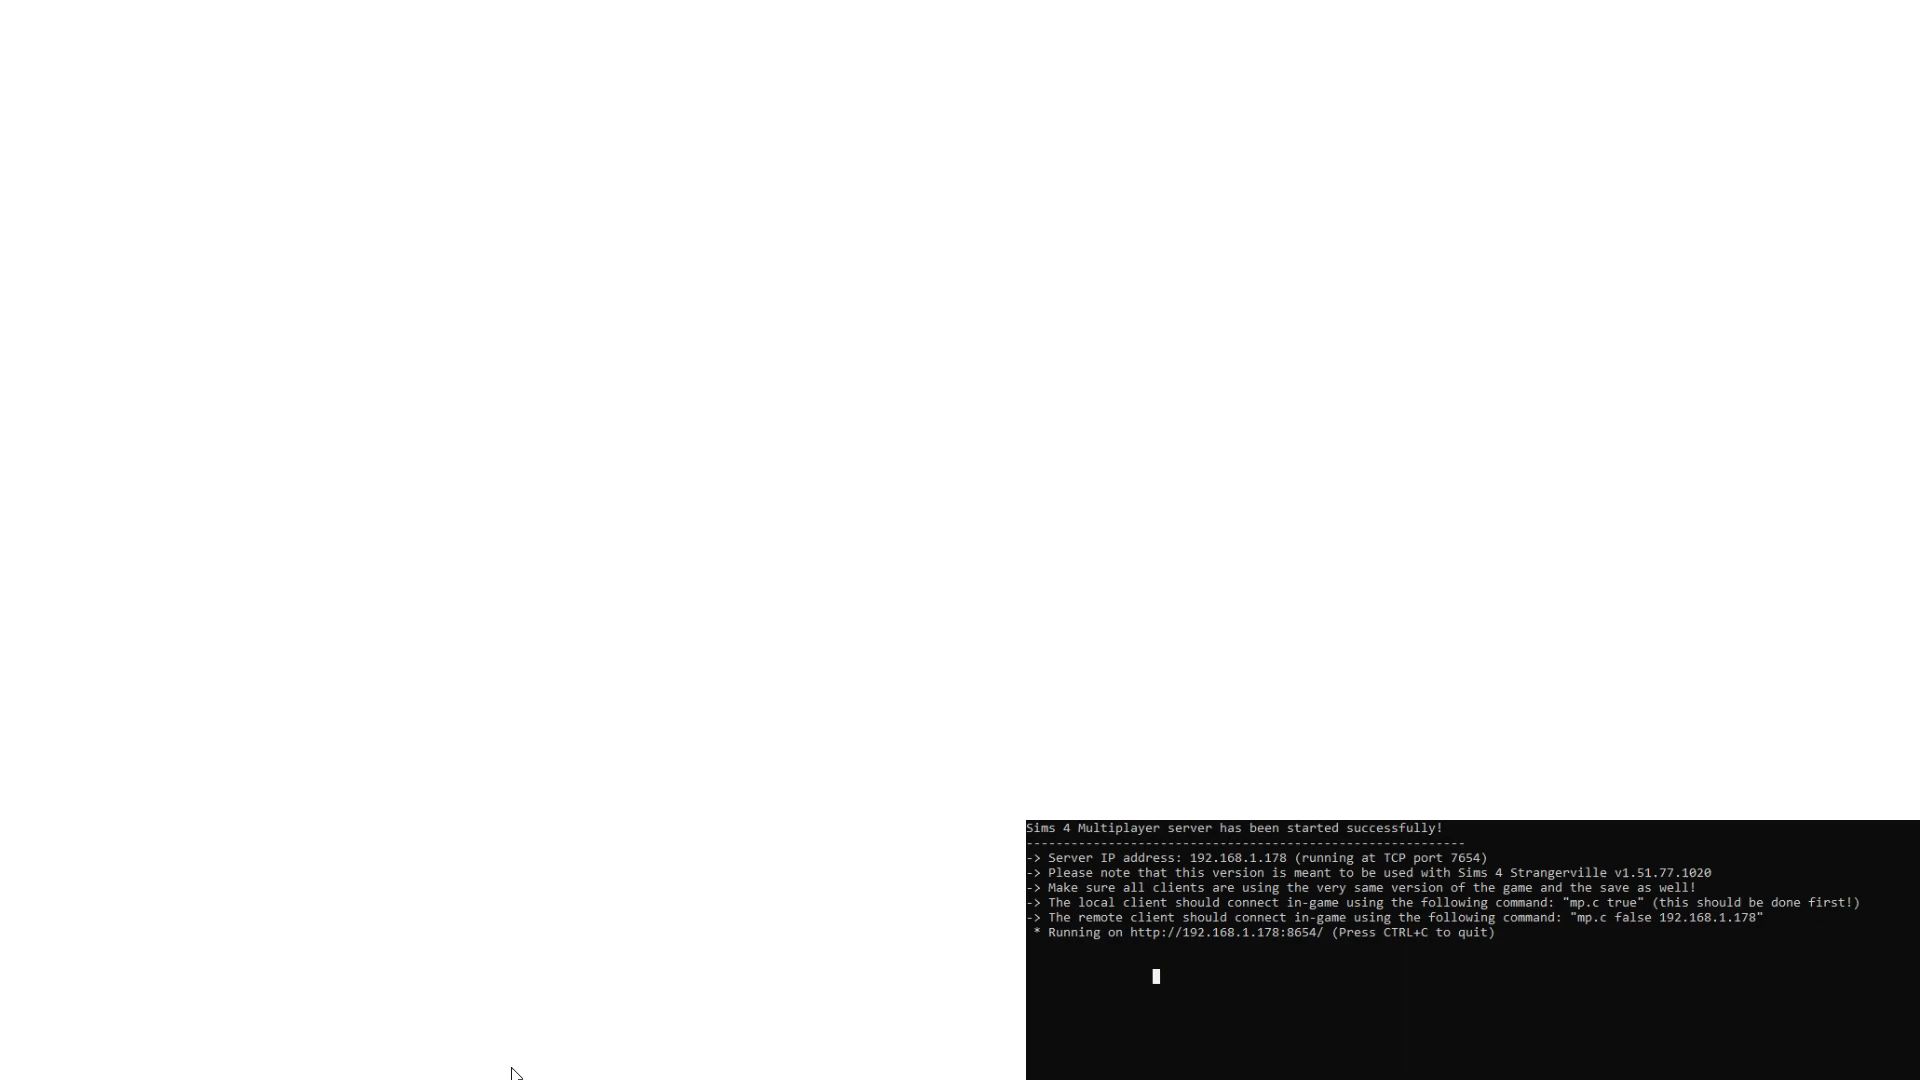 Sims 4 Multiplayer server has been started successfully!
-----------------------------------------------------------
-> Server IP address: 192.168.1.178 (running at TCP port 7654)
-> Please note that this version is meant to be used with Sims 4 Strangerville v1.51.77.1020
-> Make sure all clients are using the very same version of the game and the save as well!
-> The local client should connect in-game using the following command: "mp.c true" (this should be done first!)
-> The remote client should connect in-game using the following command: "mp.c false 192.168.1.178"
* Running on http://192.168.1.178:8654/ (Press CTRL+C to quit)